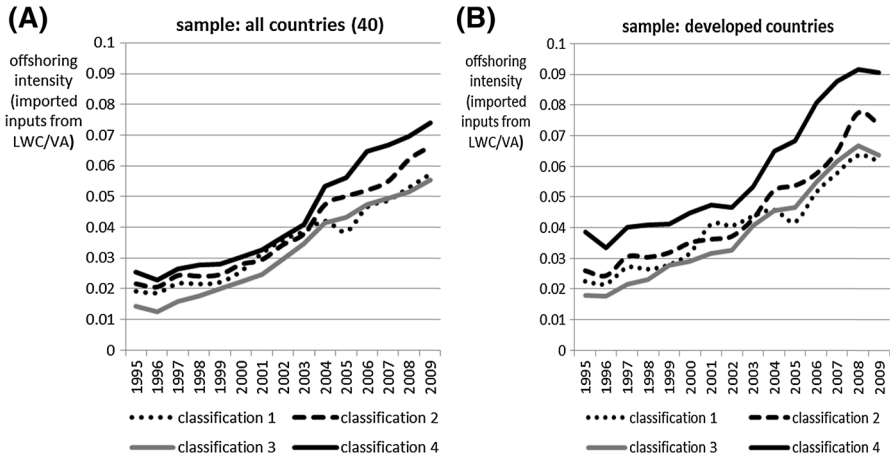 (A)
sample: all countries (40)
offshoring
intensity
(imported
inputs from
LWC/VA)
0.1
0.09
0.08
0.07
0.06
0.05
0.04
0.03
0.02
0.01
0
1995
1996
1997
1998
1999
2000
2001
2002
2003
2004
2005
2006
2007
2008
2009
classification 1
classification 2
classification 3
classification 4
(B)
sample: developed countries
offshoring
intensity
(imported
inputs from
LWC/VA)
0.1
0.09
0.08
0.07
0.06
0.05
0.04
0.03
0.02
0.01
0
1995
1996
1997
1998
1999
2000
2001
2002
2003
2004
2005
2006
2007
2008
2009
classification 1
classification 2
classification 3
classification 4